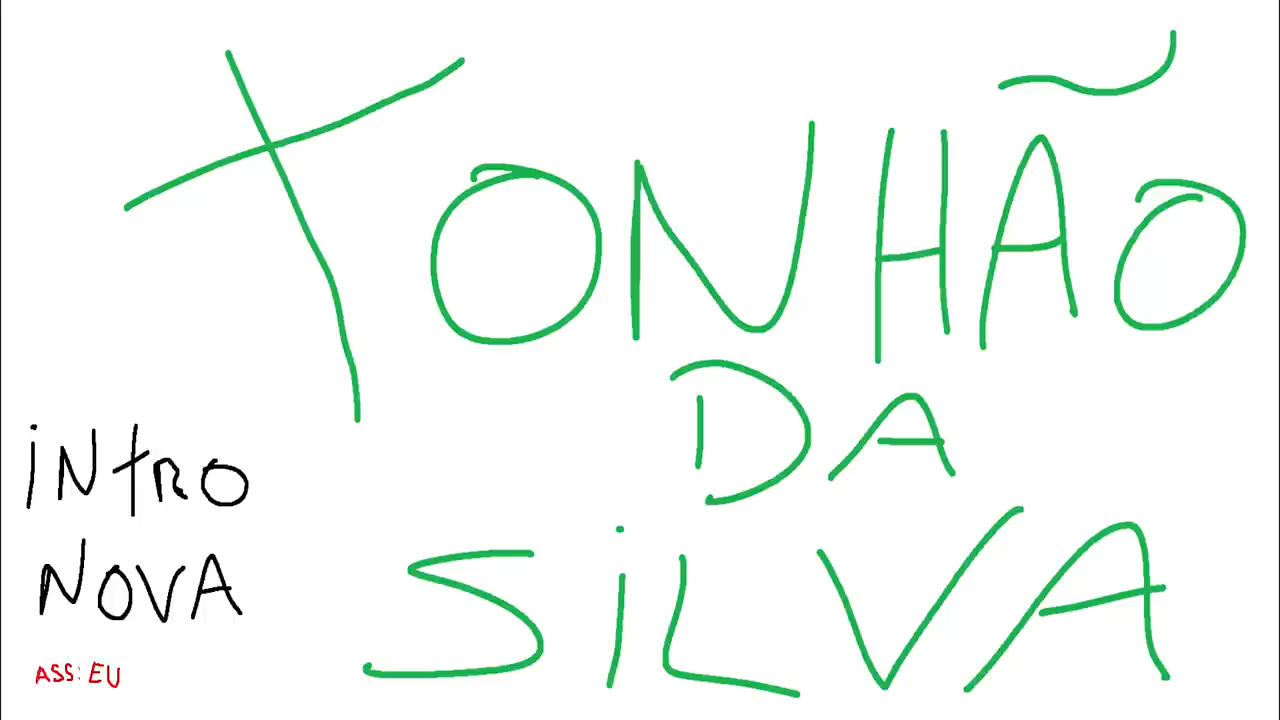 TONHÃO
DA
SiLVA
iNTRO
NOVA
ASS: EU